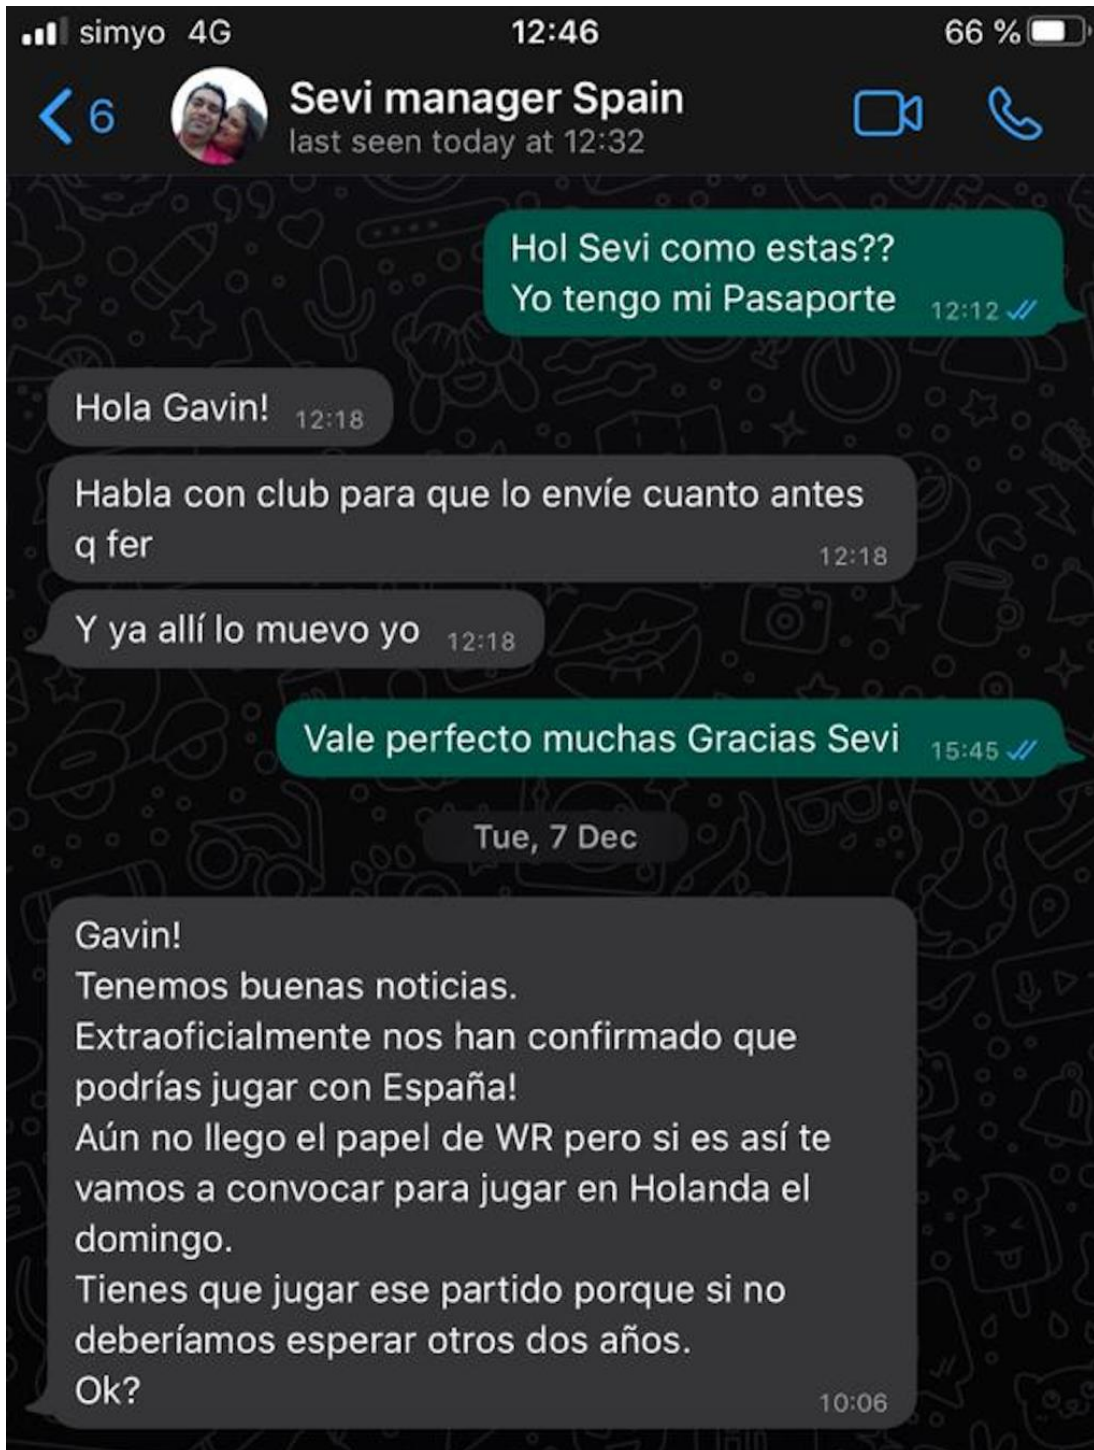 simyo 4G 12:46 66 %
6 Sevi manager Spain
last seen today at 12:32
Hol Sevi como estas??
Yo tengo mi Pasaporte 12:12
Hola Gavin! 12:18
Habla con club para que lo envíe cuanto antes
q fer 12:18
Y ya allí lo muevo yo 12:18
Vale perfecto muchas Gracias Sevi 15:45
Tue, 7 Dec
Gavin!
Tenemos buenas noticias.
Extraoficialmente nos han confirmado que
podrías jugar con España!
Aún no llego el papel de WR pero si es así te
vamos a convocar para jugar en Holanda el
domingo.
Tienes que jugar ese partido porque si no
deberíamos esperar otros dos años.
Ok? 10:06